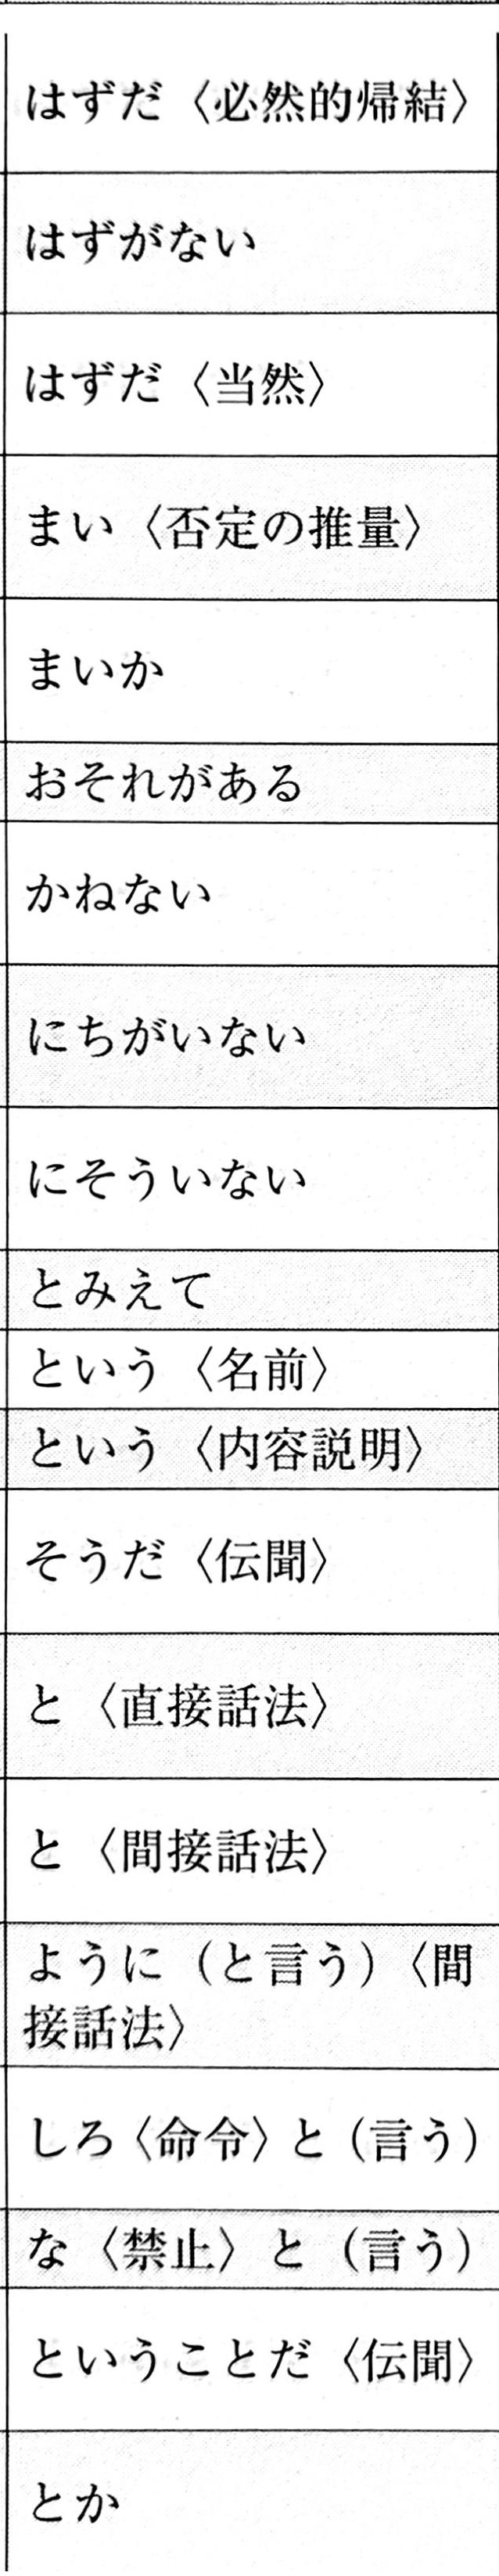 はずだ〈必然的帰結〉
はずがない
はずだ〈当然〉
まい〈否定の推量〉
まいか
おそれがある
かねない
にちがいない
にそういない
とみえて
という〈名前〉
という〈内容説明〉
そうだ〈伝聞〉
と〈直接話法〉
と〈間接話法〉
ように（と言う）〈間
接話法〉
しろ〈命令〉と（言う）
な〈禁止〉と（言う）
ということだ〈伝聞〉
とか